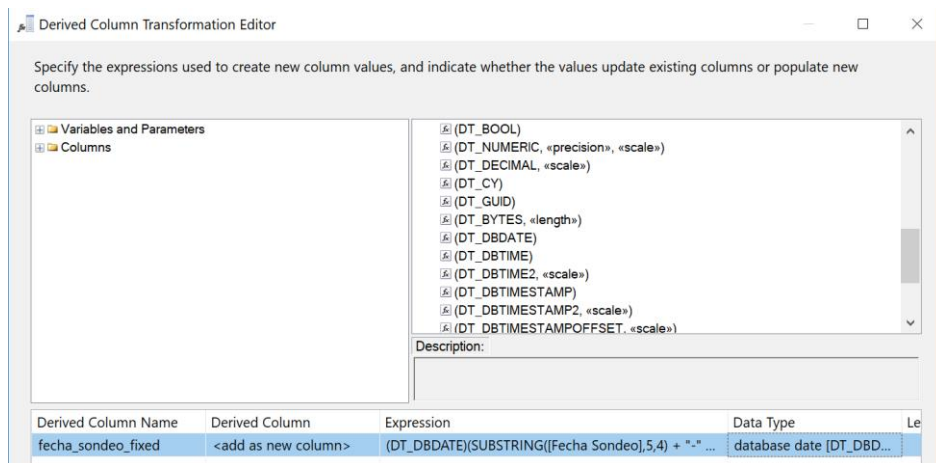 Derived Column Transformation Editor
Specify the expressions used to create new column values, and indicate whether the values update existing columns or populate new
columns.
Variables and Parameters
Columns
(DT_BOOL)
(DT_NUMERIC, «precision», «scale»)
(DT_DECIMAL, «scale»)
(DT_CY)
(DT_GUID)
(DT_BYTES, «length»)
(DT_DBDATE)
(DT_DBTIME)
(DT_DBTIME2, «scale»)
(DT_DBTIMESTAMP)
(DT_DBTIMESTAMP2, «scale»)
(DT_DBTIMESTAMPOFFSET, «scale»)
Description:
Derived Column Name Derived Column Expression Data Type Le
fecha_sondeo_fixed <add as new column> (DT_DBDATE)(SUBSTRING([Fecha Sondeo],5,4) + "-" ... database date [DT_DBD...